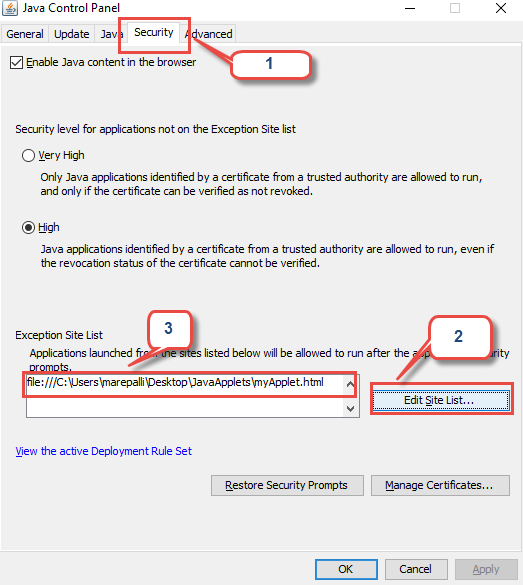 Java Control Panel
General Update Java Security Advanced
1
Enable Java content in the browser
Security level for applications not on the Exception Site list
Very High
Only Java applications identified by a certificate from a trusted authority are allowed to run,
and only if the certificate can be verified as not revoked.
High
Java applications identified by a certificate from a trusted authority are allowed to run, even if
the revocation status of the certificate cannot be verified.
3
2
Exception Site List
Applications launched from the sites listed below will be allowed to run after the security
prompts.
file:///C:\Users\marepalli\Desktop\JavaApplets\myApplet.html
Edit Site List...
View the active Deployment Rule Set
Restore Security Prompts
Manage Certificates...
OK
Cancel
Apply